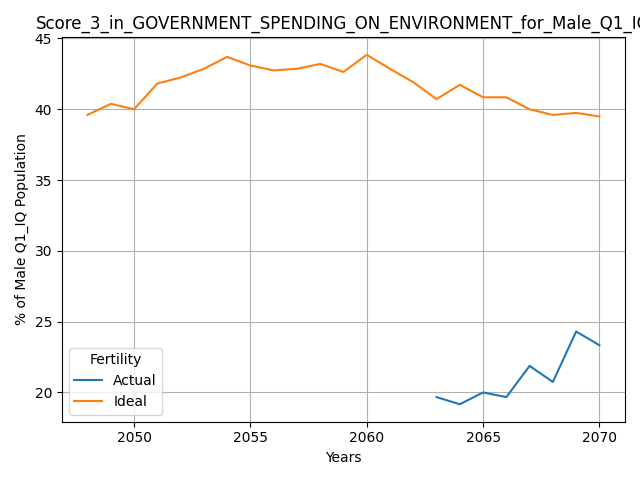 Score_3_in_GOVERNMENT_SPENDING_ON_ENVIRONMENT_for_Male_Q1_IQ
45
40
35
30
25
20
% of Male Q1_IQ Population
Fertility
Actual
Ideal
2050 2055 2060 2065 2070
Years